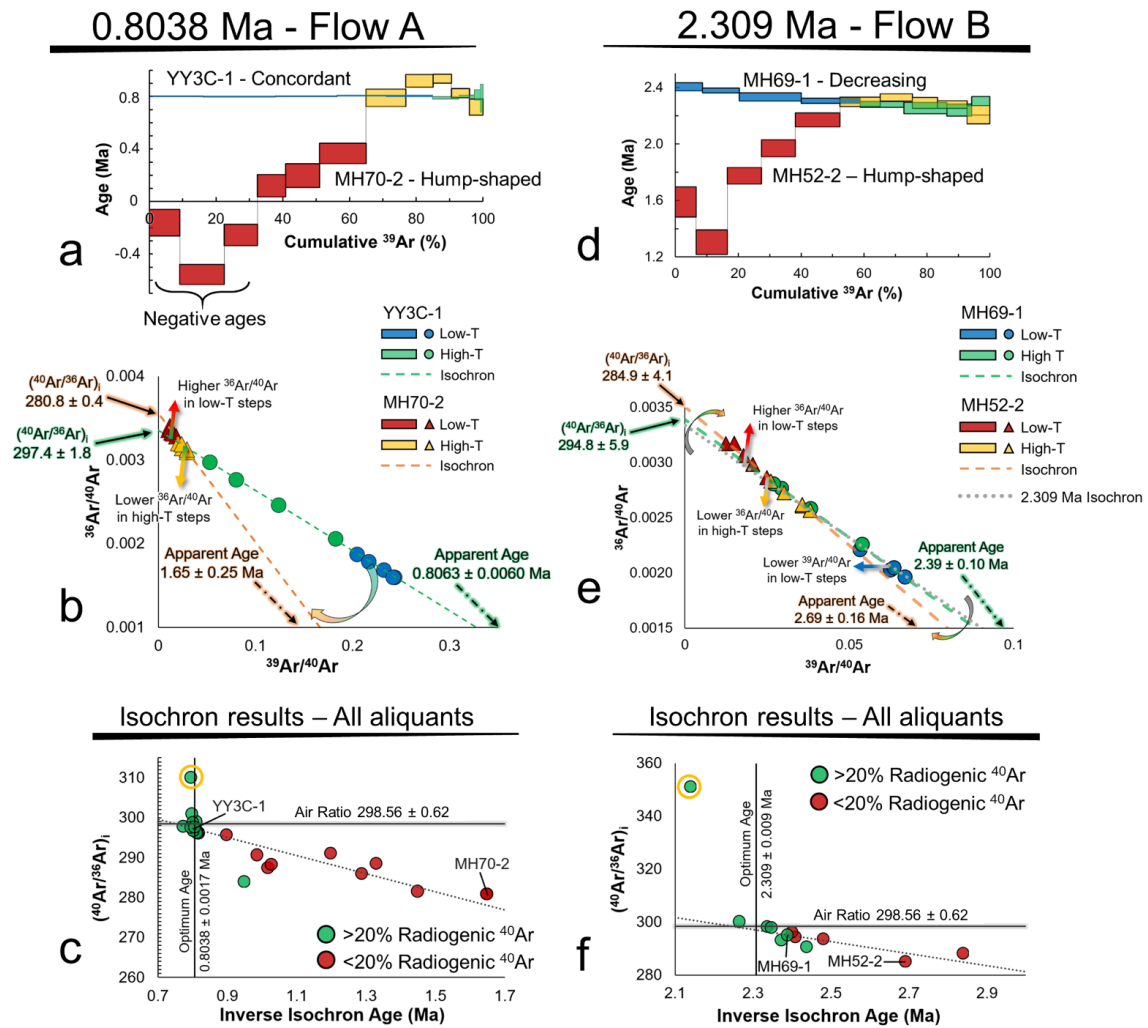 0.8038 Ma - Flow A
YY3C-1 - Concordant
0.8
0.4
0
-0.4
Age (Ma)
MH70-2 - Hump-shaped
0 20 40 60 80 100
Cumulative ³⁹Ar (%)
a
Negative ages
YY3C-1
Low-T
High-T
Isochron
MH70-2
Low-T
High-T
Isochron
(⁴⁰Ar/³⁶Ar)ᵢ
280.8 ± 0.4
(⁴⁰Ar/³⁶Ar)ᵢ
297.4 ± 1.8
Higher ³⁶Ar/⁴⁰Ar
in low-T steps
Lower ³⁶Ar/⁴⁰Ar
in high-T steps
0.004
0.003
0.002
0.001
³⁶Ar/⁴⁰Ar
Apparent Age
1.65 ± 0.25 Ma
Apparent Age
0.8063 ± 0.0060 Ma
b
0 0.1 0.2 0.3
³⁹Ar/⁴⁰Ar
Isochron results – All aliquants
310
300
290
280
270
260
(⁴⁰Ar/³⁶Ar)ᵢ
YY3C-1
Air Ratio 298.56 ± 0.62
MH70-2
Optimum Age
0.8038 ± 0.0017 Ma
>20% Radiogenic ⁴⁰Ar
<20% Radiogenic ⁴⁰Ar
c
0.7 0.9 1.1 1.3 1.5 1.7
Inverse Isochron Age (Ma)
2.309 Ma - Flow B
MH69-1 - Decreasing
2.4
2.0
1.6
1.2
Age (Ma)
MH52-2 – Hump-shaped
d
0 20 40 60 80 100
Cumulative ³⁹Ar (%)
MH69-1
Low-T
High T
Isochron
MH52-2
Low-T
High-T
Isochron
2.309 Ma Isochron
(⁴⁰Ar/³⁶Ar)ᵢ
284.9 ± 4.1
(⁴⁰Ar/³⁶Ar)ᵢ
294.8 ± 5.9
Higher ³⁶Ar/⁴⁰Ar
in low-T steps
Lower ³⁶Ar/⁴⁰Ar
in high-T steps
Lower ³⁹Ar/⁴⁰Ar
in low-T steps
0.0035
0.0030
0.0025
0.0020
0.0015
³⁶Ar/⁴⁰Ar
Apparent Age
2.39 ± 0.10 Ma
Apparent Age
2.69 ± 0.16 Ma
e
0 0.05 0.1
³⁹Ar/⁴⁰Ar
Isochron results – All aliquants
360
340
320
300
280
(⁴⁰Ar/³⁶Ar)ᵢ
>20% Radiogenic ⁴⁰Ar
<20% Radiogenic ⁴⁰Ar
Optimum Age
2.309 ± 0.009 Ma
Air Ratio 298.56 ± 0.62
MH69-1
MH52-2
f
2.1 2.3 2.5 2.7 2.9
Inverse Isochron Age (Ma)